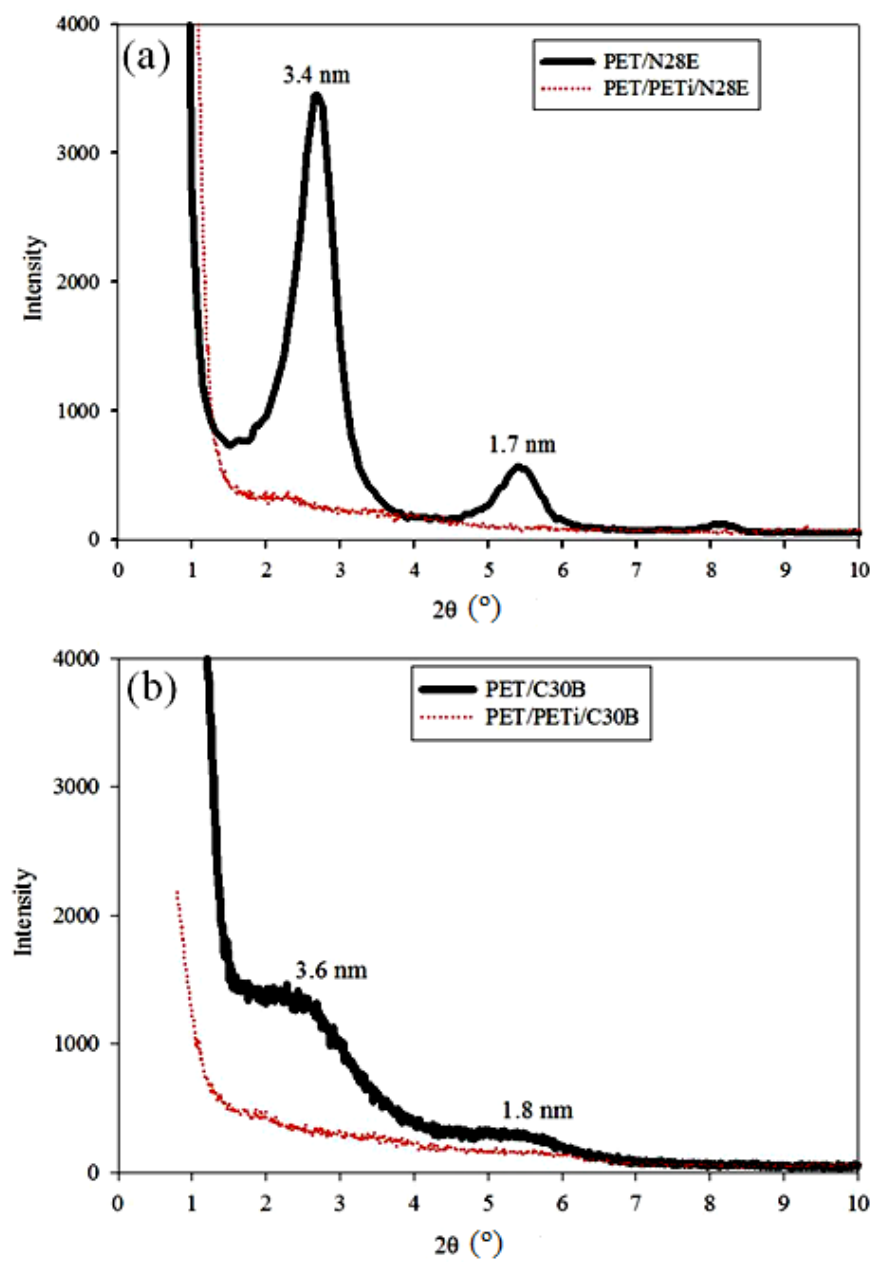 (a)
3.4 nm
PET/N28E
PET/PETi/N28E
4000
3000
2000
1000
0
Intensity
1.7 nm
0 1 2 3 4 5 6 7 8 9 10
2θ (°)
(b)
PET/C30B
PET/PETi/C30B
4000
3000
2000
1000
0
Intensity
3.6 nm
1.8 nm
0 1 2 3 4 5 6 7 8 9 10
2θ (°)